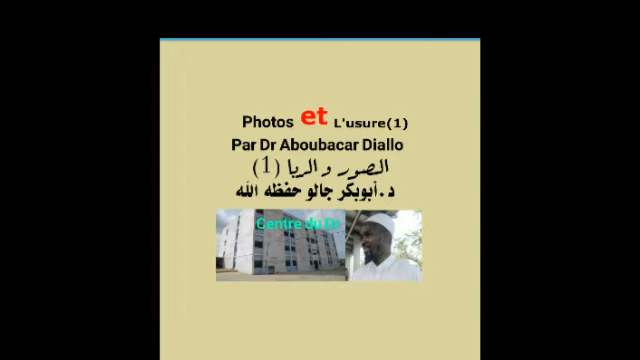 Photos et L'usure(1)
Par Dr Aboubacar Diallo
الصور و الربا (1)
د.أبوبكر جالو حفظه الله
Centre du Dr